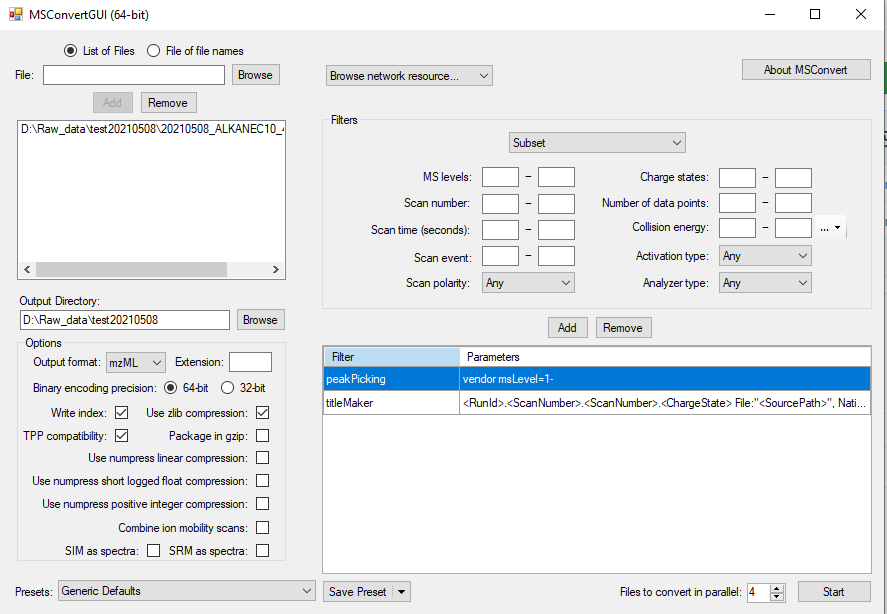 MSConvertGUI (64-bit)
List of Files File of file names
File: Browse
Browse network resource...
About MSConvert
Add Remove
D:\Raw_data\test20210508\20210508_ALKANEC10_
Filters
Subset
MS levels: – Charge states: –
Scan number: – Number of data points: –
Scan time (seconds): – Collision energy: – ...
Scan event: – Activation type: Any
Scan polarity: Any Analyzer type: Any
Output Directory:
D:\Raw_data\test20210508 Browse
Add Remove
Options
Output format: mzML Extension:
Binary encoding precision: 64-bit 32-bit
Write index: Use zlib compression:
TPP compatibility: Package in gzip:
Use numpress linear compression:
Use numpress short logged float compression:
Use numpress positive integer compression:
Combine ion mobility scans:
SIM as spectra: SRM as spectra:
Filter Parameters
peakPicking vendor msLevel=1-
titleMaker <RunId>.<ScanNumber>.<ScanNumber>.<ChargeState> File:"<SourcePath>", Nati...
Presets: Generic Defaults Save Preset Files to convert in parallel: 4 Start